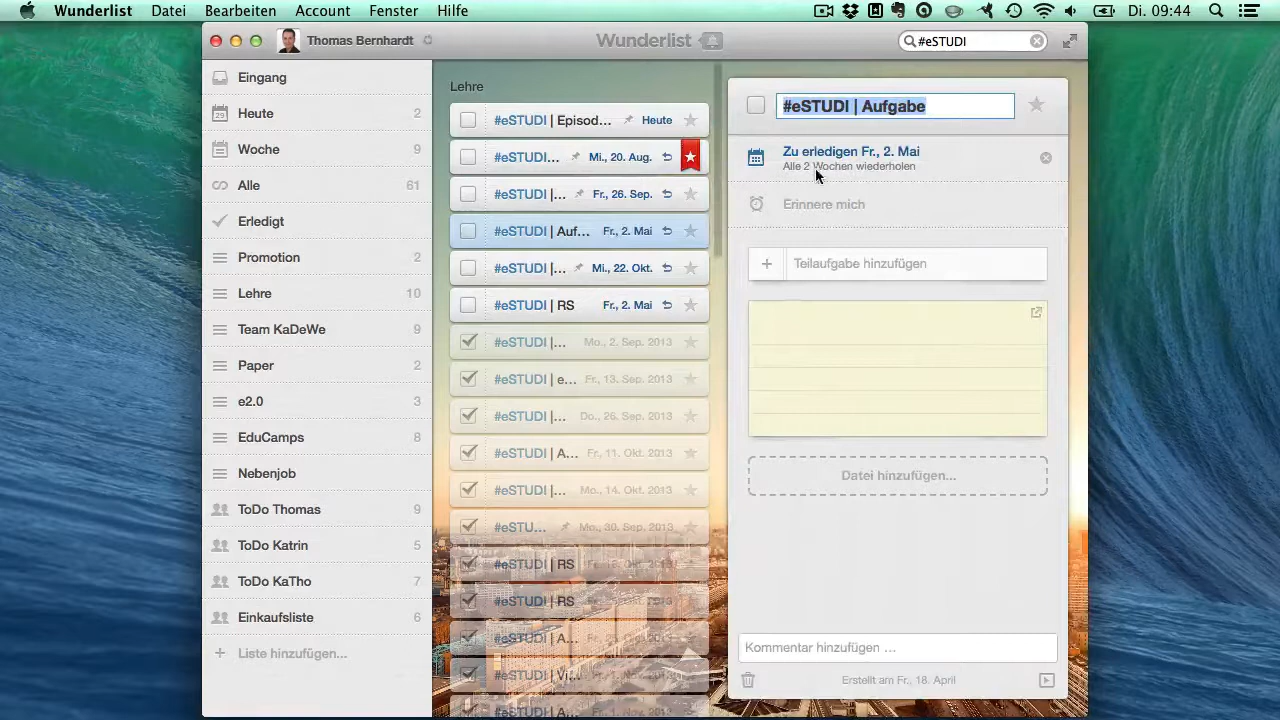 Wunderlist Datei Bearbeiten Account Fenster Hilfe Di. 09:44
Thomas Bernhardt Wunderlist #eSTUDI
Eingang
Heute 2
Woche 9
Alle 61
Erledigt
Promotion 2
Lehre 10
Team KaDeWe 9
Paper 2
e2.0 3
EduCamps 8
Nebenjob
ToDo Thomas 9
ToDo Katrin 5
ToDo KaTho 7
Einkaufsliste 6
+ Liste hinzufügen...
Lehre
#eSTUDI | Episod... Heute
#eSTUDI... Mi., 20. Aug.
#eSTUDI |... Fr., 26. Sep.
#eSTUDI | Auf... Fr., 2. Mai
#eSTUDI |... Mi., 22. Okt.
#eSTUDI | RS Fr., 2. Mai
#eSTUDI |... Mo., 2. Sep. 2013
#eSTUDI | e... Fr., 13. Sep. 2013
#eSTUDI |... Do., 26. Sep. 2013
#eSTUDI | A... Fr., 11. Okt. 2013
#eSTUDI |... Mo., 14. Okt. 2013
#eSTU... Mo., 30. Sep. 2013
#eSTUDI | RS
#eSTUDI | RS
#eSTUDI | A...
#eSTUDI | Vi...
#eSTUDI | A... Fr., 1. Nov. 2013
#eSTUDI | Aufgabe
Zu erledigen Fr., 2. Mai
Alle 2 Wochen wiederholen
Erinnere mich
+ Teilaufgabe hinzufügen
Datei hinzufügen...
Kommentar hinzufügen ...
Erstellt am Fr., 18. April